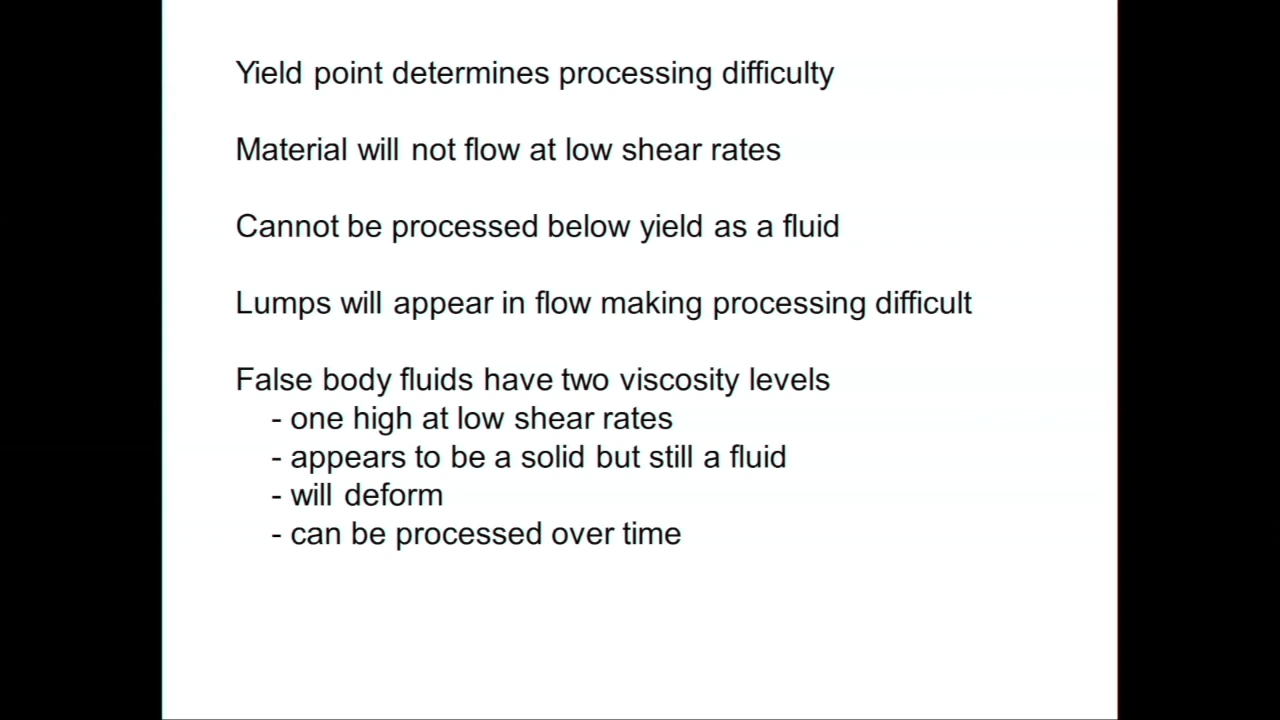 Yield point determines processing difficulty
Material will not flow at low shear rates
Cannot be processed below yield as a fluid
Lumps will appear in flow making processing difficult
False body fluids have two viscosity levels
- one high at low shear rates
- appears to be a solid but still a fluid
- will deform
- can be processed over time